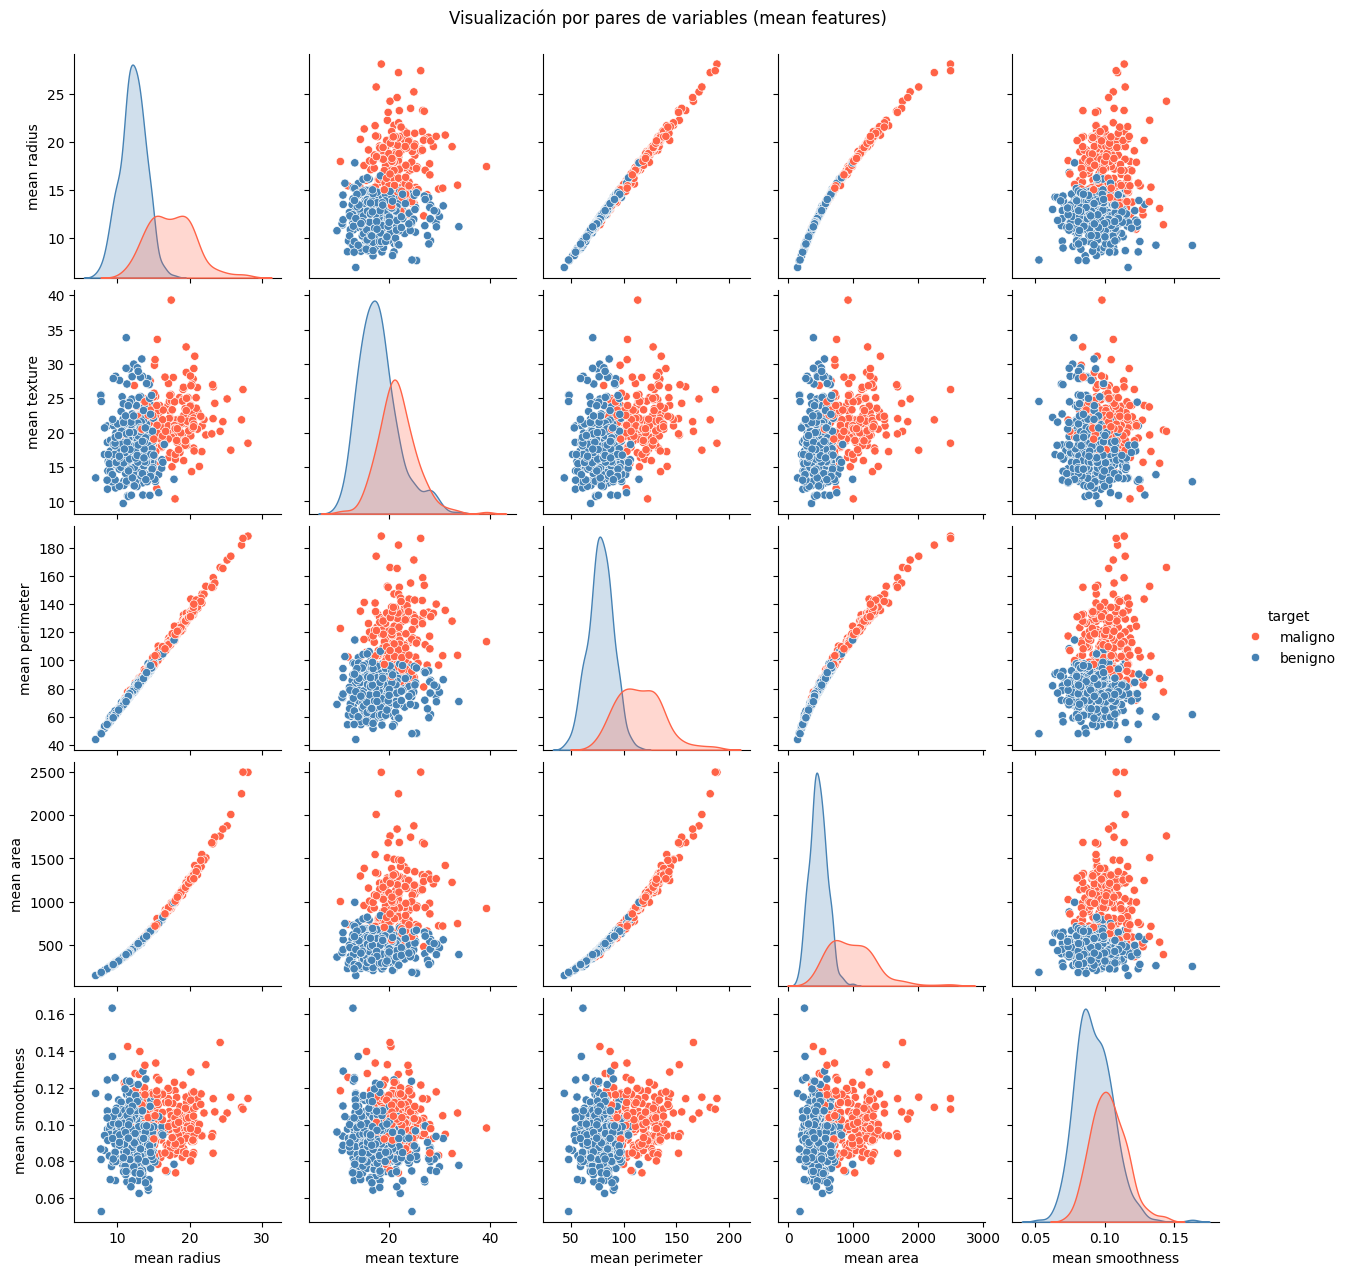 Visualización por pares de variables (mean features)
mean radius
25
20
15
10
mean texture
40
35
30
25
20
15
10
mean perimeter
180
160
140
120
100
80
60
40
target
maligno
benigno
mean area
2500
2000
1500
1000
500
mean smoothness
0.16
0.14
0.12
0.10
0.08
0.06
10 20 30
20 40
50 100 150 200
0 1000 2000 3000
0.05 0.10 0.15
mean radius mean texture mean perimeter mean area mean smoothness